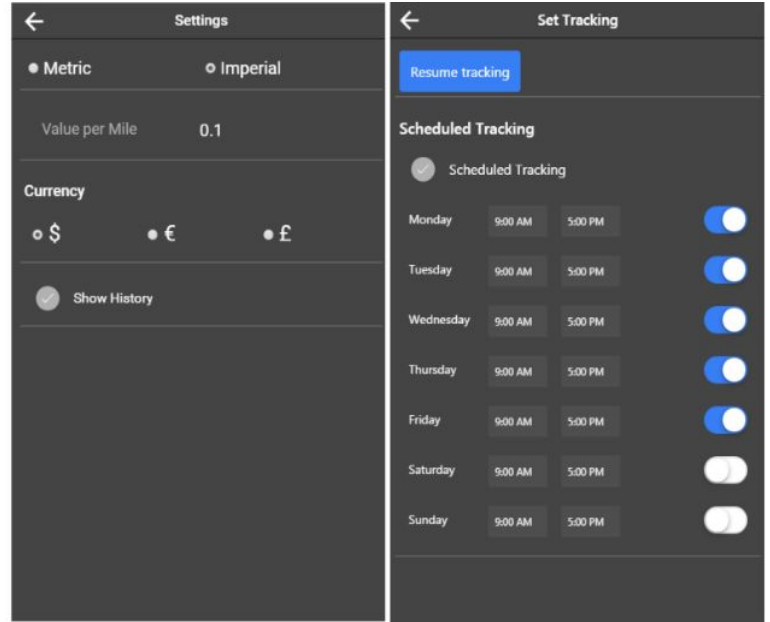 Settings
Metric Imperial
Value per Mile 0.1
Currency
$ € £
Show History
Set Tracking
Resume tracking
Scheduled Tracking
Scheduled Tracking
Monday 9:00 AM 5:00 PM
Tuesday 9:00 AM 5:00 PM
Wednesday 9:00 AM 5:00 PM
Thursday 9:00 AM 5:00 PM
Friday 9:00 AM 5:00 PM
Saturday 9:00 AM 5:00 PM
Sunday 9:00 AM 5:00 PM